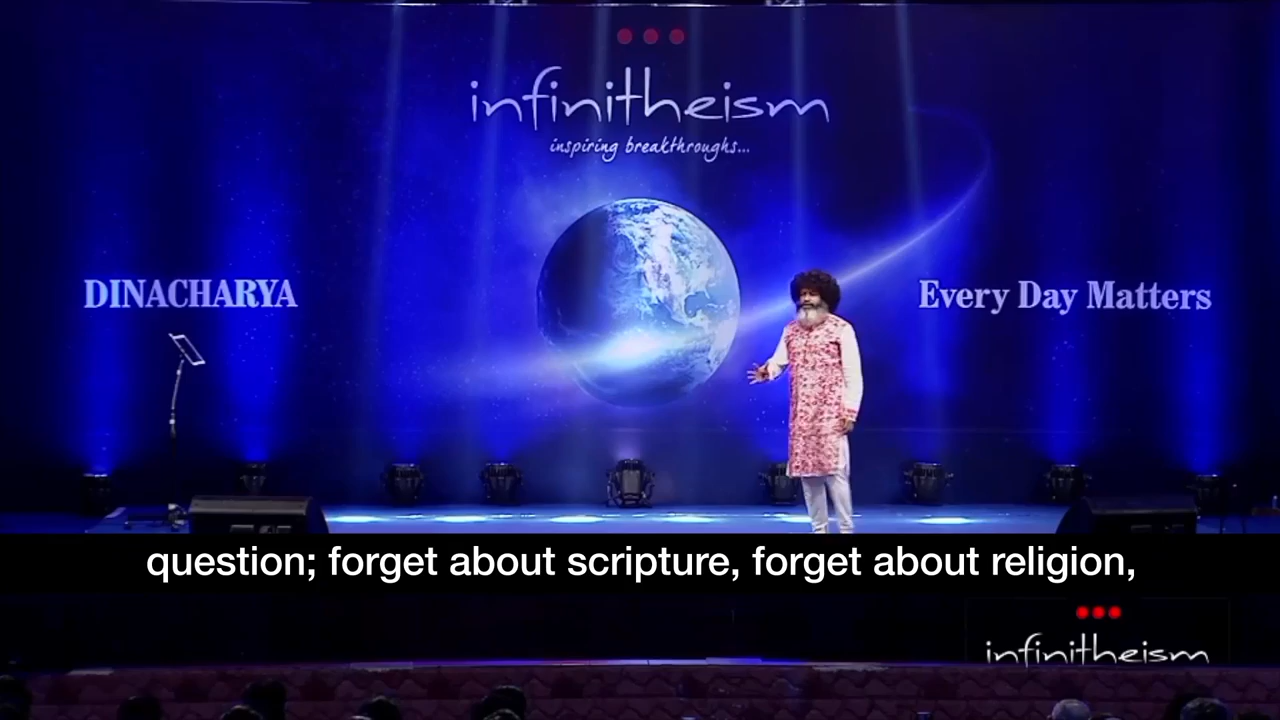 infinitheism
inspiring breakthroughs...
DINACHARYA
Every Day Matters
question; forget about scripture, forget about religion,
infinitheism